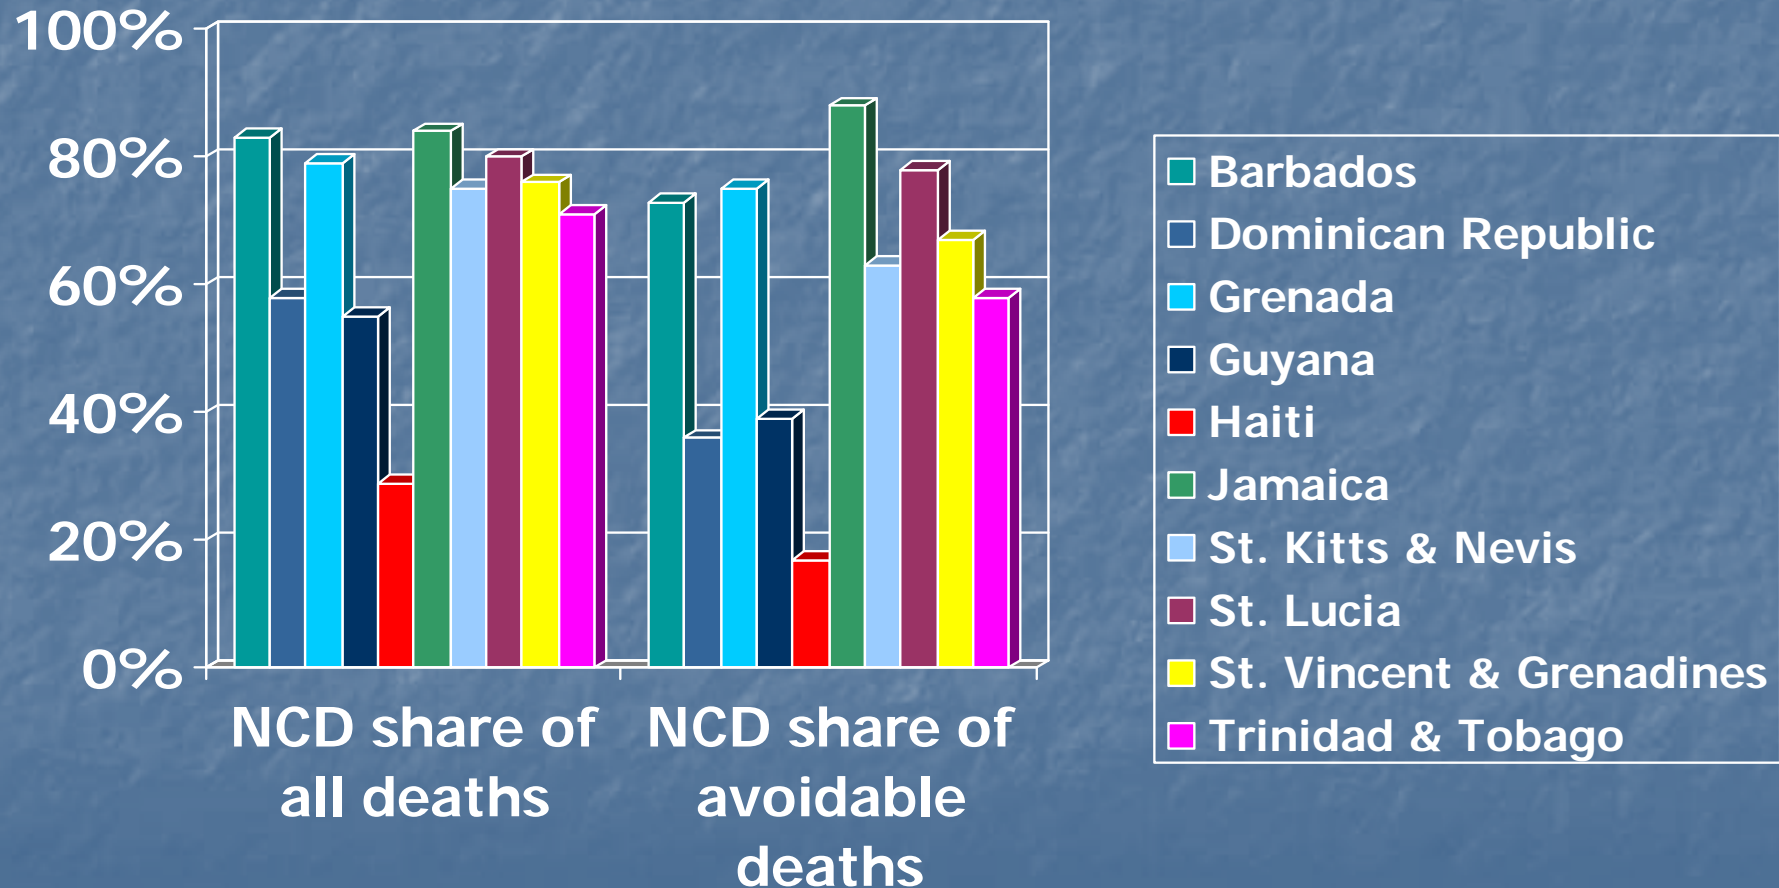 100%
80%
60%
40%
20%
0%
NCD share of
all deaths
NCD share of
avoidable
deaths
Barbados
Dominican Republic
Grenada
Guyana
Haiti
Jamaica
St. Kitts & Nevis
St. Lucia
St. Vincent & Grenadines
Trinidad & Tobago